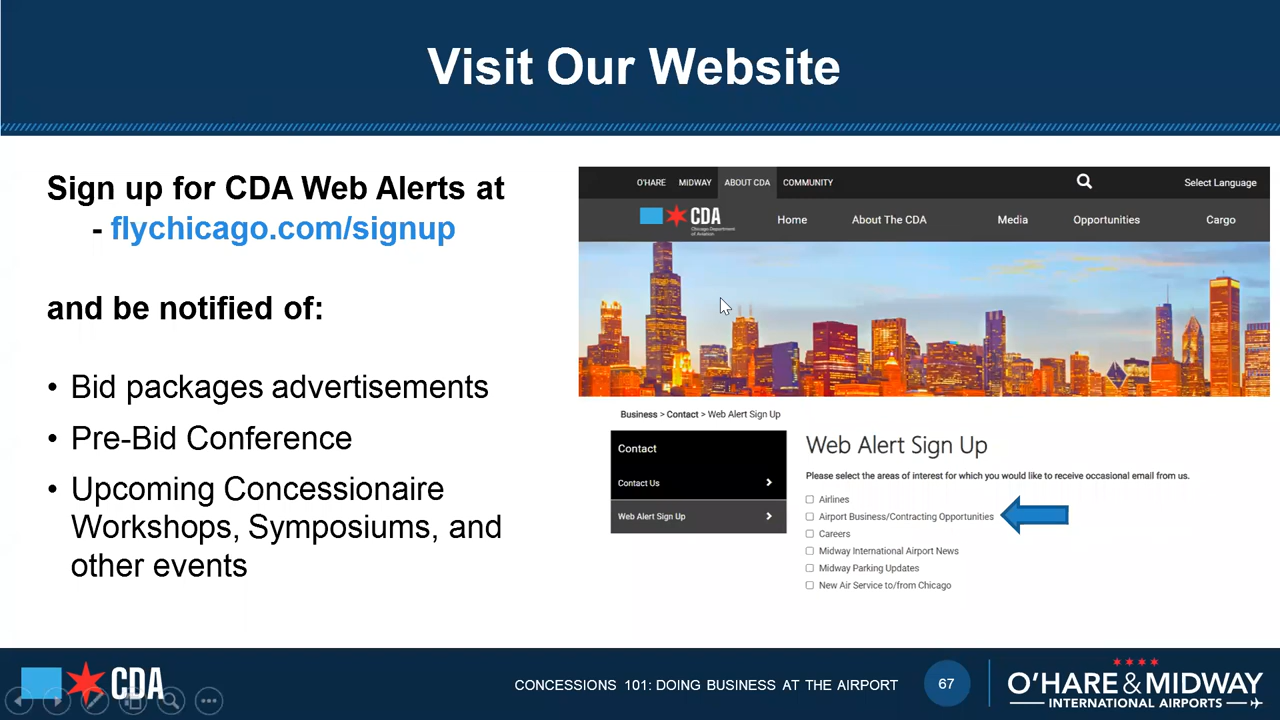 Visit Our Website
Sign up for CDA Web Alerts at
- flychicago.com/signup
and be notified of:
• Bid packages advertisements
• Pre-Bid Conference
• Upcoming Concessionaire
Workshops, Symposiums, and
other events
O'HARE MIDWAY ABOUT CDA COMMUNITY Select Language
CDA
Chicago Department
of Aviation
Home About The CDA Media Opportunities Cargo
Business > Contact > Web Alert Sign Up
Contact
Contact Us
Web Alert Sign Up
Web Alert Sign Up
Please select the areas of interest for which you would like to receive occasional email from us.
Airlines
Airport Business/Contracting Opportunities
Careers
Midway International Airport News
Midway Parking Updates
New Air Service to/from Chicago
CDA
CONCESSIONS 101: DOING BUSINESS AT THE AIRPORT
67
O'HARE & MIDWAY
INTERNATIONAL AIRPORTS